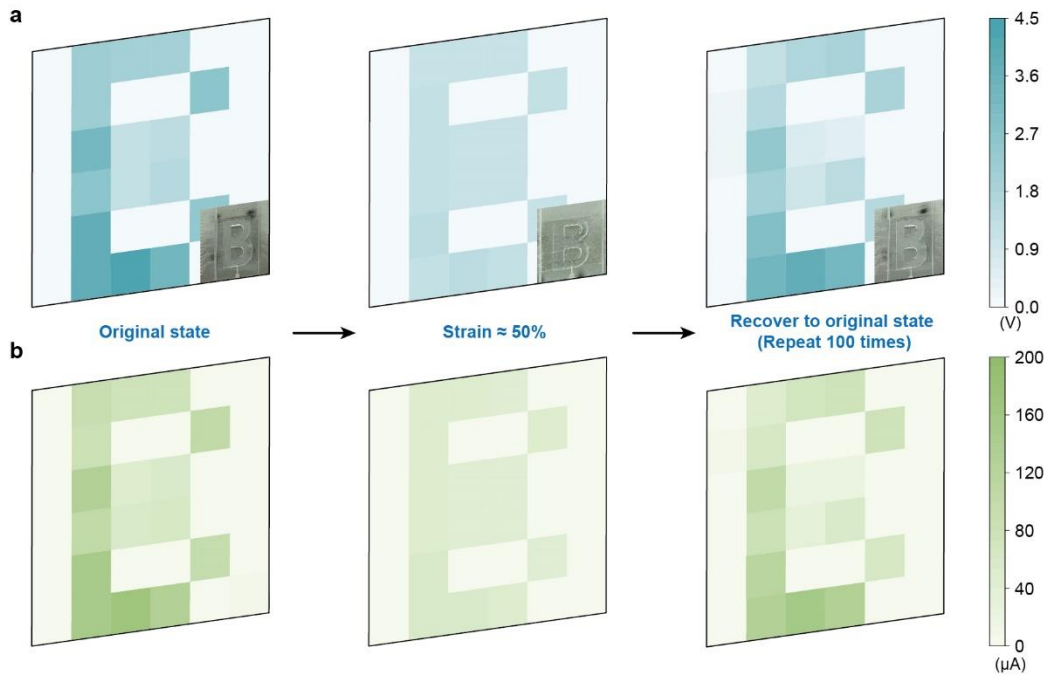 a
4.5
3.6
2.7
1.8
0.9
0.0
(V)
B
B
B
Original state
Strain ≈ 50%
Recover to original state
(Repeat 100 times)
b
200
160
120
80
40
0
(μA)